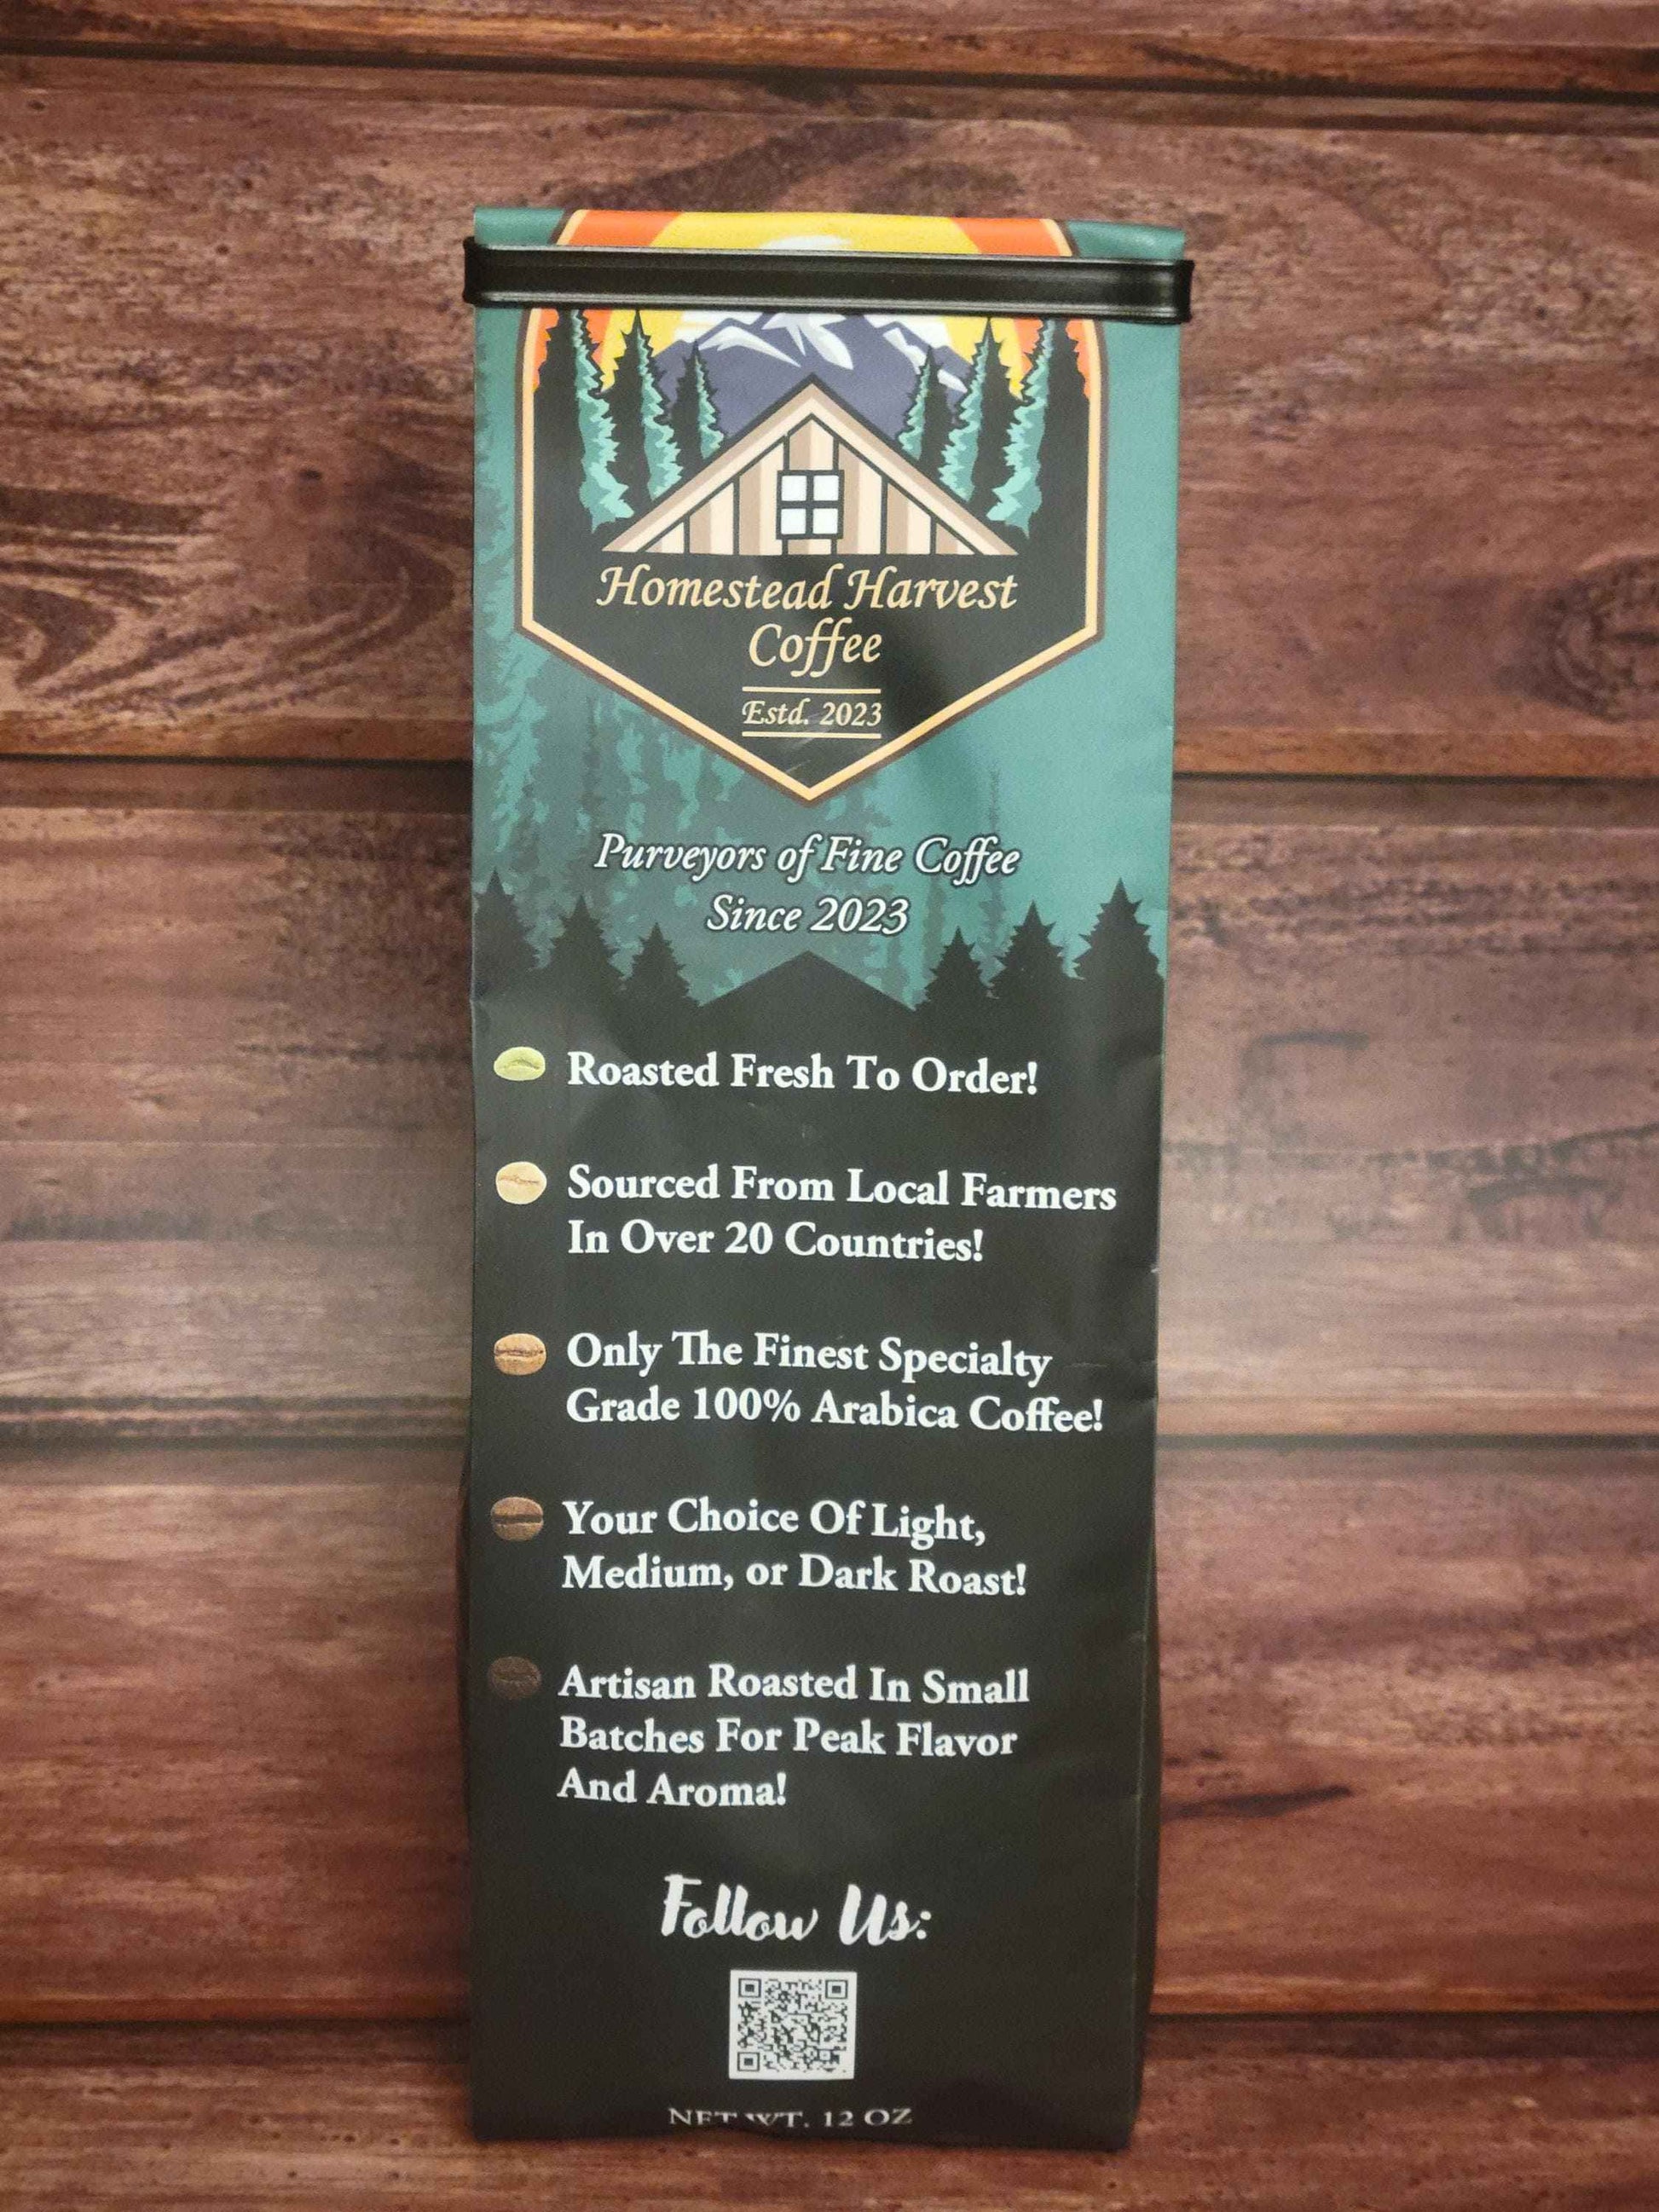 Homestead Harvest
Coffee
Estd. 2023
Purveyors of Fine Coffee
Since 2023
Roasted Fresh To Order!
Sourced From Local Farmers
In Over 20 Countries!
Only The Finest Specialty
Grade 100% Arabica Coffee!
Your Choice Of Light,
Medium, or Dark Roast!
Artisan Roasted In Small
Batches For Peak Flavor
And Aroma!
Follow Us:
NET WT. 12 OZ